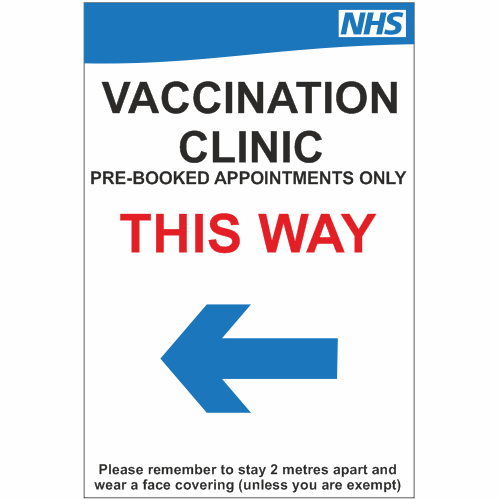 NHS
VACCINATION
CLINIC
PRE-BOOKED APPOINTMENTS ONLY
THIS WAY
Please remember to stay 2 metres apart and
wear a face covering (unless you are exempt)